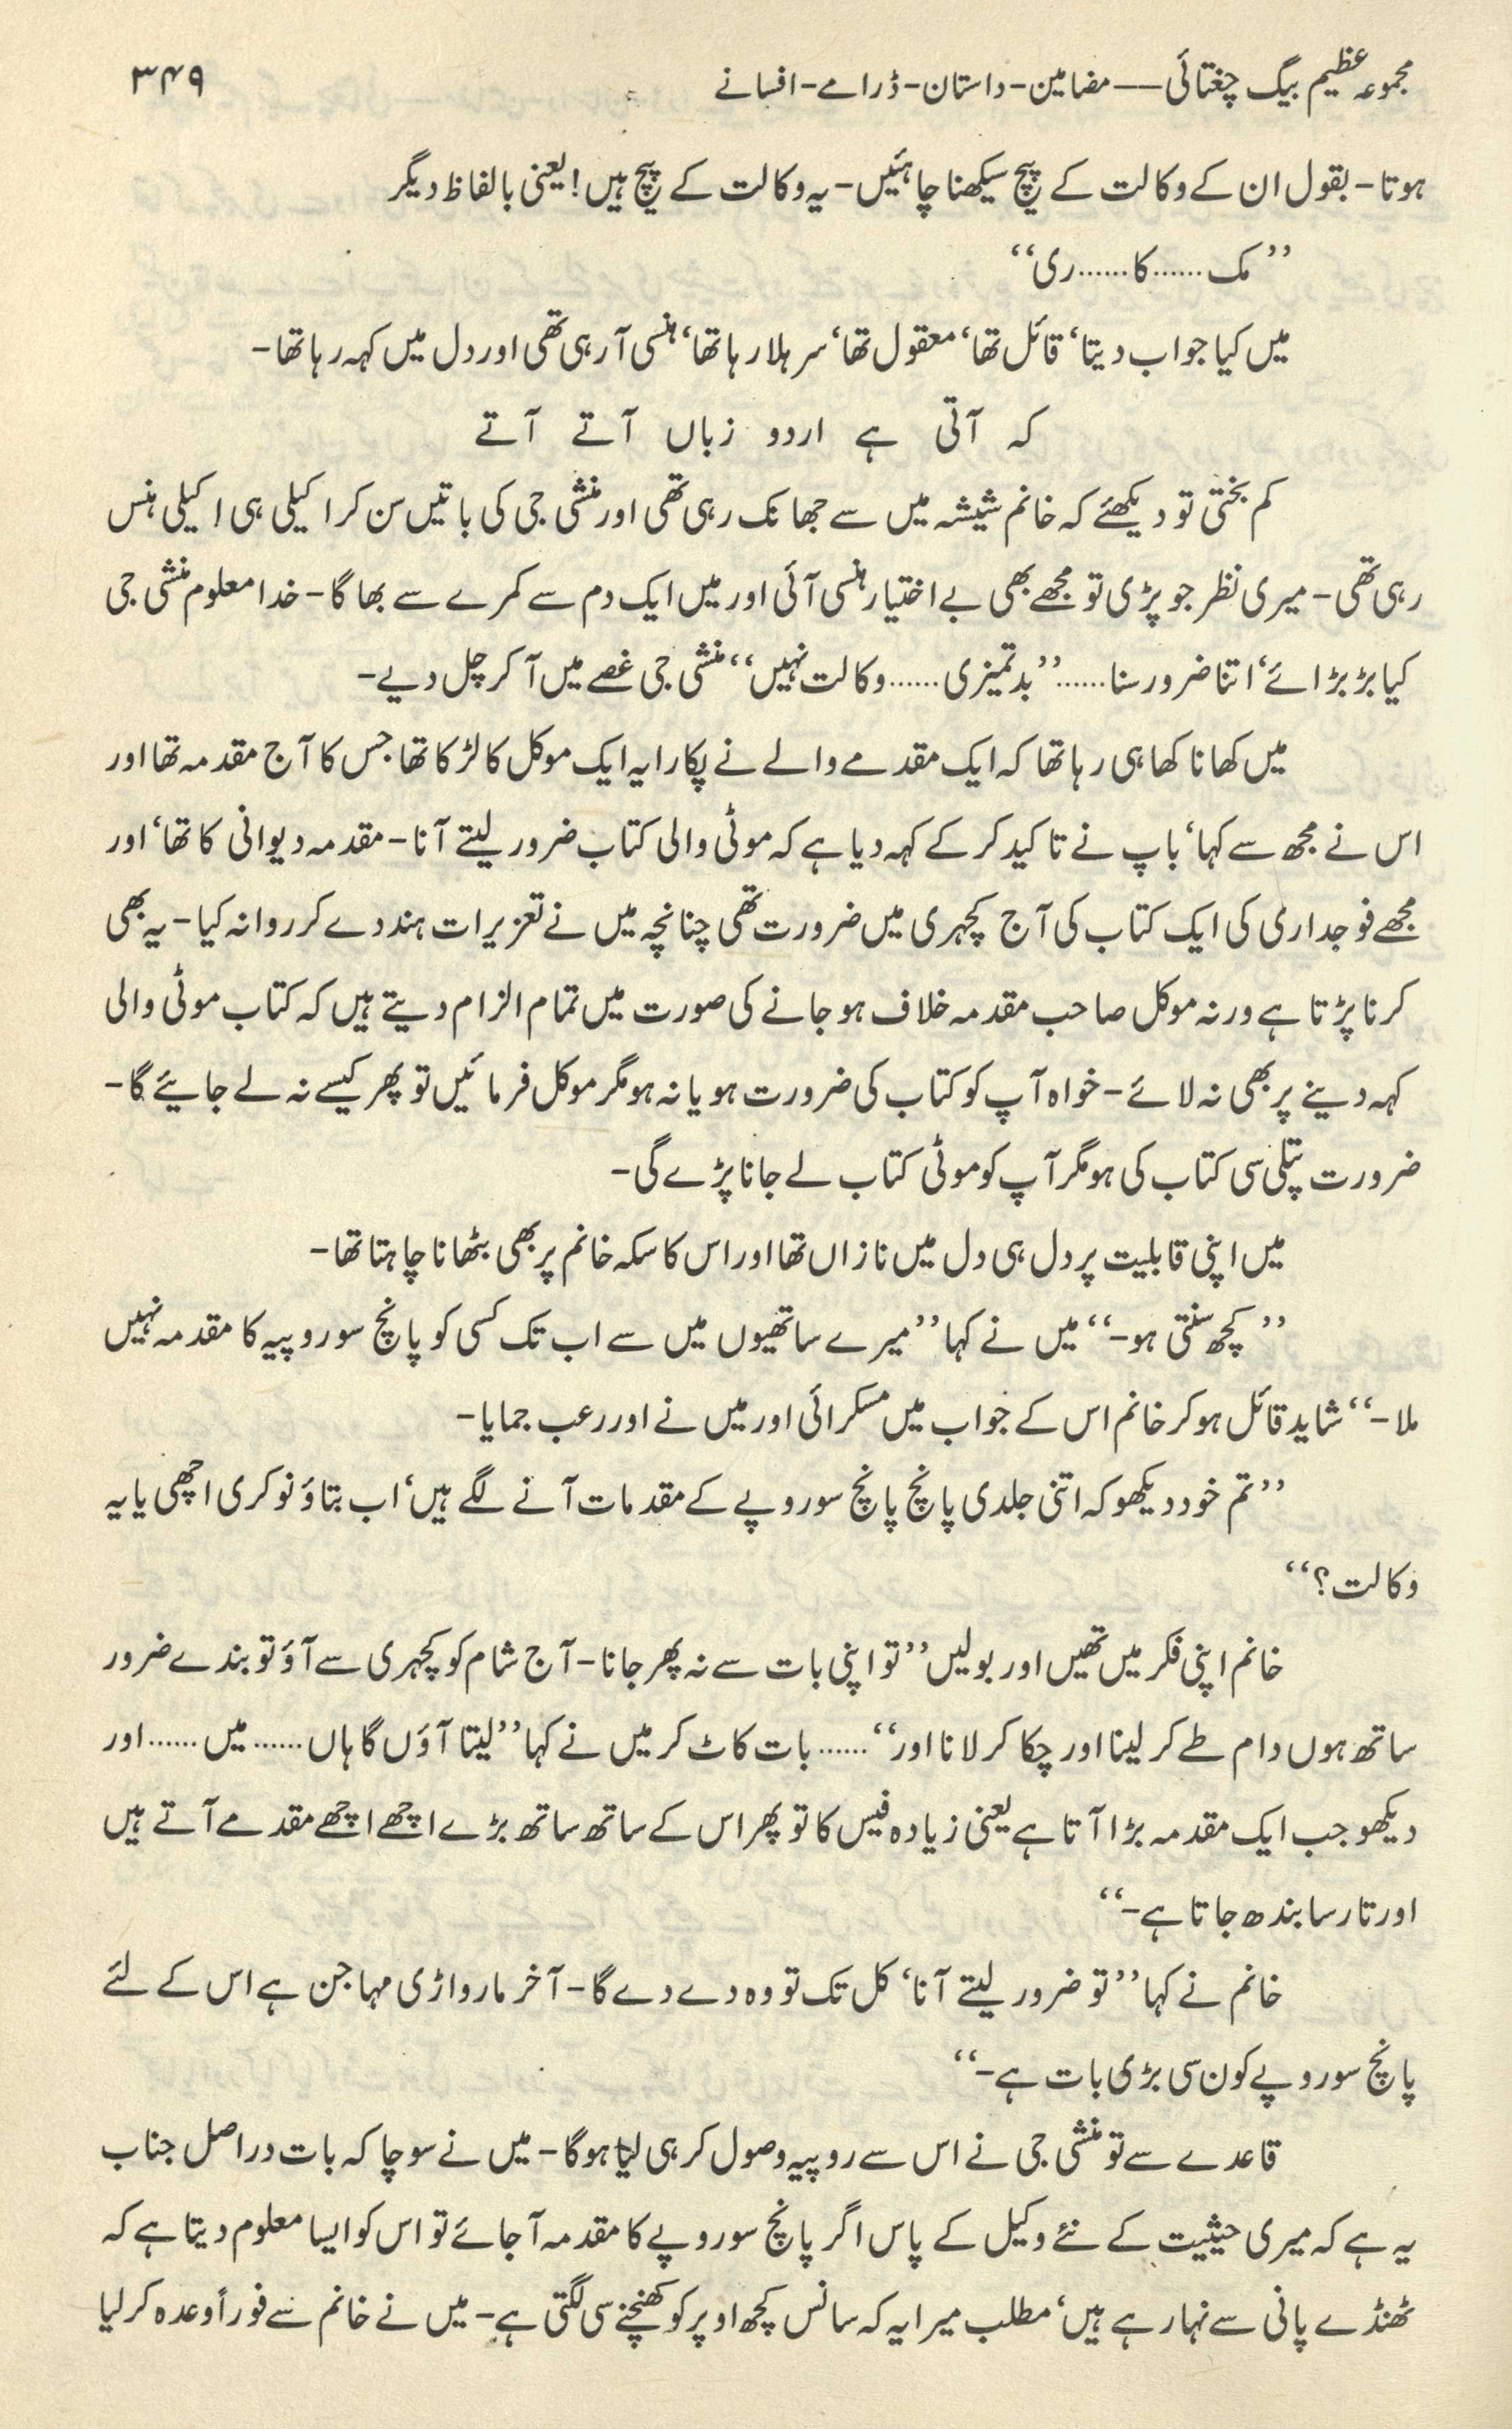 مجموعہ عظیم بیگ چغتائی — مضامین - داستان - ڈرامے - افسانے
۳۴۹
ہوتا - بقول ان کے وکالت کے پیچ سیکھنا چاہئیں - یہ وکالت کے پیچ ہیں! یعنی بالفاظ دیگر
’’مک ...... کا ...... ری‘‘
میں کیا جواب دیتا‘ قائل تھا‘ معقول تھا‘ سر ہلا رہا تھا‘ ہنسی آ رہی تھی اور دل میں کہہ رہا تھا -
کہ آتی ہے اردو زباں آتے آتے
کم بختی تو دیکھئے کہ خانم شیشہ میں سے جھانک رہی تھی اور منشی جی کی باتیں سن کر اکیلی ہی اکیلی ہنس
رہی تھی - میری نظر جو پڑی تو مجھے بھی بے اختیار ہنسی آئی اور میں ایک دم سے کمرے سے بھاگا - خدا معلوم منشی جی
کیا بڑبڑائے‘ اتنا ضرور سنا ...... ’’بدتمیزی ...... وکالت نہیں‘‘ منشی جی غصے میں آ کر چل دیے -
میں کھانا کھا ہی رہا تھا کہ ایک مقدمے والے نے پکارا یہ ایک موکل کا لڑکا تھا جس کا آج مقدمہ تھا اور
اس نے مجھ سے کہا‘ باپ نے تاکید کر کے کہہ دیا ہے کہ موٹی والی کتاب ضرور لیتے آنا - مقدمہ دیوانی کا تھا‘ اور
مجھے فوجداری کی ایک کتاب کی آج کچہری میں ضرورت تھی چنانچہ میں نے تعزیرات ہند دے کر روانہ کیا - یہ بھی
کرنا پڑتا ہے ورنہ موکل صاحب مقدمہ خلاف ہو جانے کی صورت میں تمام الزام دیتے ہیں کہ کتاب موٹی والی
کہہ دینے پر بھی نہ لائے - خواہ آپ کو کتاب کی ضرورت ہو یا نہ ہو مگر موکل فرمائیں تو پھر کیسے نہ لے جایئے گا -
ضرورت پتلی سی کتاب کی ہو مگر آپ کو موٹی کتاب لے جانا پڑے گی -
میں اپنی قابلیت پر دل ہی دل میں نازاں تھا اور اس کا سکہ خانم پر بھی بٹھانا چاہتا تھا -
’’کچھ سنتی ہو -‘‘ میں نے کہا ’’میرے ساتھیوں میں سے اب تک کسی کو پانچ سو روپیہ کا مقدمہ نہیں
ملا -‘‘ شاید قائل ہو کر خانم اس کے جواب میں مسکرائی اور میں نے اور رعب جمایا -
’’تم خود دیکھو کہ اتنی جلدی پانچ پانچ سو روپے کے مقدمات آنے لگے ہیں‘ اب بتاؤ نوکری اچھی یا یہ
وکالت؟‘‘
خانم اپنی فکر میں تھیں اور بولیں ’’تو اپنی بات سے نہ پھر جانا - آج شام کو کچہری سے آؤ تو بندے ضرور
ساتھ ہوں دام طے کر لینا اور چکا کر لانا اور‘‘ ...... بات کاٹ کر میں نے کہا ’’لیتا آؤں گا ہاں ...... میں ...... اور
دیکھو جب ایک مقدمہ بڑا آتا ہے یعنی زیادہ فیس کا تو پھر اس کے ساتھ ساتھ بڑے اچھے اچھے مقدمے آتے ہیں
اور تار سا بندھ جاتا ہے -‘‘
خانم نے کہا ’’تو ضرور لیتے آنا‘ کل تک تو وہ دے دے گا - آخر مارواڑی مہاجن ہے اس کے لئے
پانچ سو روپے کون سی بڑی بات ہے -‘‘
قاعدے سے تو منشی جی نے اس سے روپیہ وصول کر ہی لیا ہوگا - میں نے سوچا کہ بات دراصل جناب
یہ ہے کہ میری حیثیت کے نئے وکیل کے پاس اگر پانچ سو روپے کا مقدمہ آ جائے تو اس کو ایسا معلوم دیتا ہے کہ
ٹھنڈے پانی سے نہا رہے ہیں‘ مطلب میرا یہ کہ سانس کچھ اوپر کو کھنچنے سی لگتی ہے - میں نے خانم سے فوراً وعدہ کر لیا